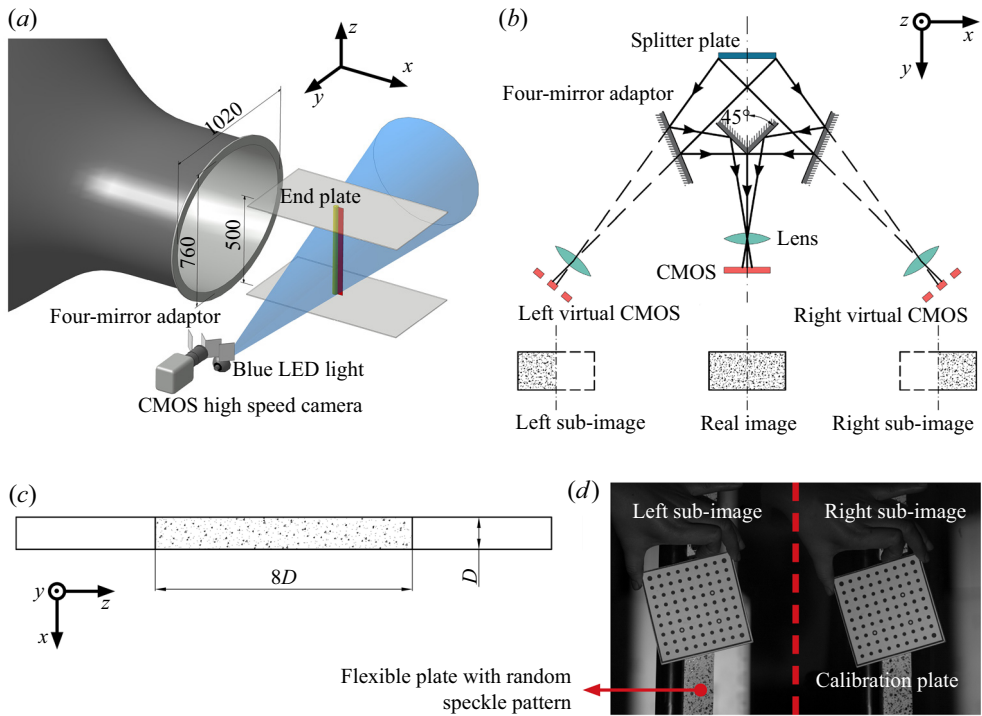 (a)
z
x
y
1020
End plate
760
500
Four-mirror adaptor
Blue LED light
CMOS high speed camera
(b)
Splitter plate
z
x
y
Four-mirror adaptor
45°
Lens
CMOS
Left virtual CMOS
Right virtual CMOS
Left sub-image
Real image
Right sub-image
(c)
8D
D
y
z
x
(d)
Left sub-image
Right sub-image
Calibration plate
Flexible plate with random
speckle pattern